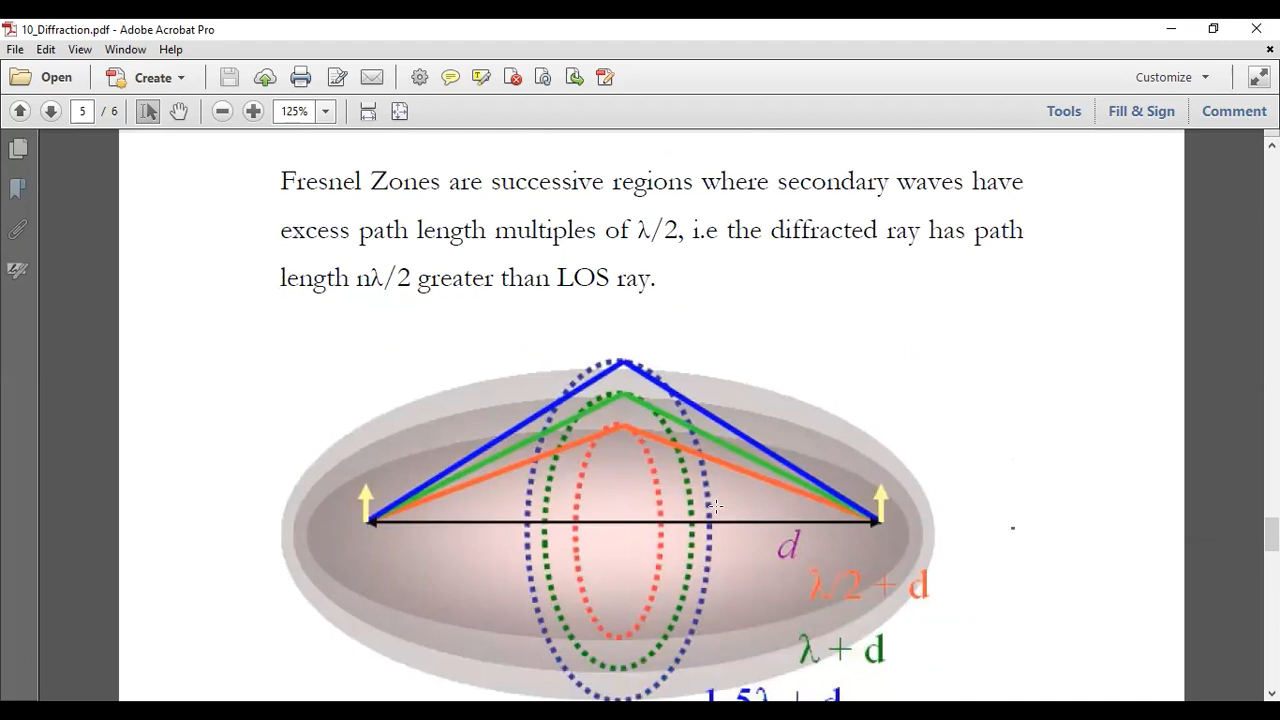 10_Diffraction.pdf - Adobe Acrobat Pro
File Edit View Window Help
Open Create Customize
5 / 6 125% Tools Fill & Sign Comment
Fresnel Zones are successive regions where secondary waves have
excess path length multiples of λ/2, i.e the diffracted ray has path
length nλ/2 greater than LOS ray.
d
λ/2 + d
λ + d
1.5λ + d